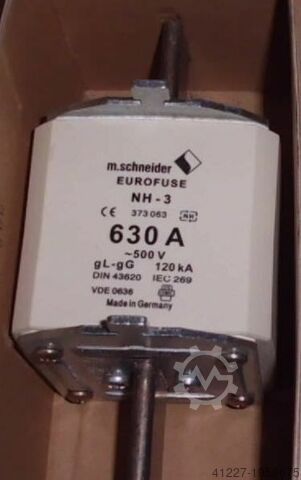 m.schneider
EUROFUSE
NH - 3
CE 373 063 NH
630 A
~500 V
gL-gG 120 kA
DIN 43620 IEC 269
VDE 0636
Made in Germany